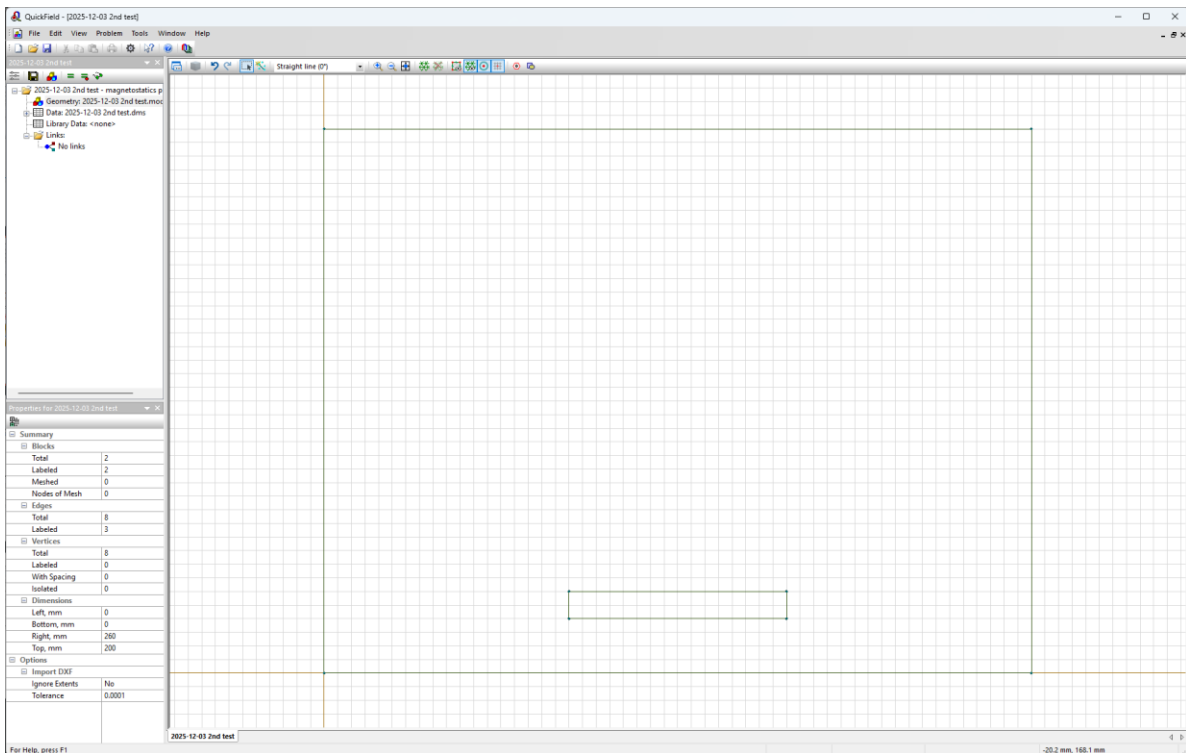 QuickField - [2025-12-03 2nd test]
File Edit View Problem Tools Window Help
2025-12-03 2nd test
Straight line (0°)
2025-12-03 2nd test - magnetostatics p
Geometry: 2025-12-03 2nd test.mod
Data: 2025-12-03 2nd test.dms
Library Data: <none>
Links:
No links
Properties for 2025-12-03 2nd test
Summary
Blocks
Total 2
Labeled 2
Meshed 0
Nodes of Mesh 0
Edges
Total 8
Labeled 3
Vertices
Total 8
Labeled 0
With Spacing 0
Isolated 0
Dimensions
Left, mm 0
Bottom, mm 0
Right, mm 260
Top, mm 200
Options
Import DXF
Ignore Extents No
Tolerance 0.0001
2025-12-03 2nd test
For Help, press F1
-20.2 mm, 168.1 mm